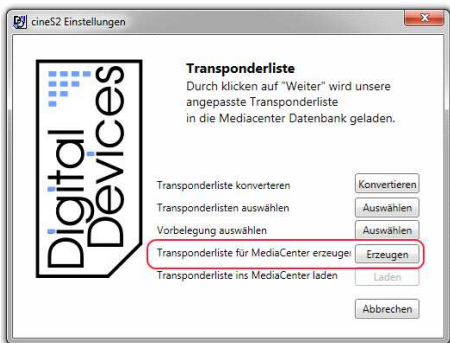 cineS2 Einstellungen
Digital
Devices
Transponderliste
Durch klicken auf "Weiter" wird unsere
angepasste Transponderliste
in die Mediacenter Datenbank geladen.
Transponderliste konverteren Konvertieren
Transponderlisten auswählen Auswählen
Vorbelegung auswählen Auswählen
Transponderliste für MediaCenter erzeuger Erzeugen
Transponderliste ins MediaCenter laden Laden
Abbrechen